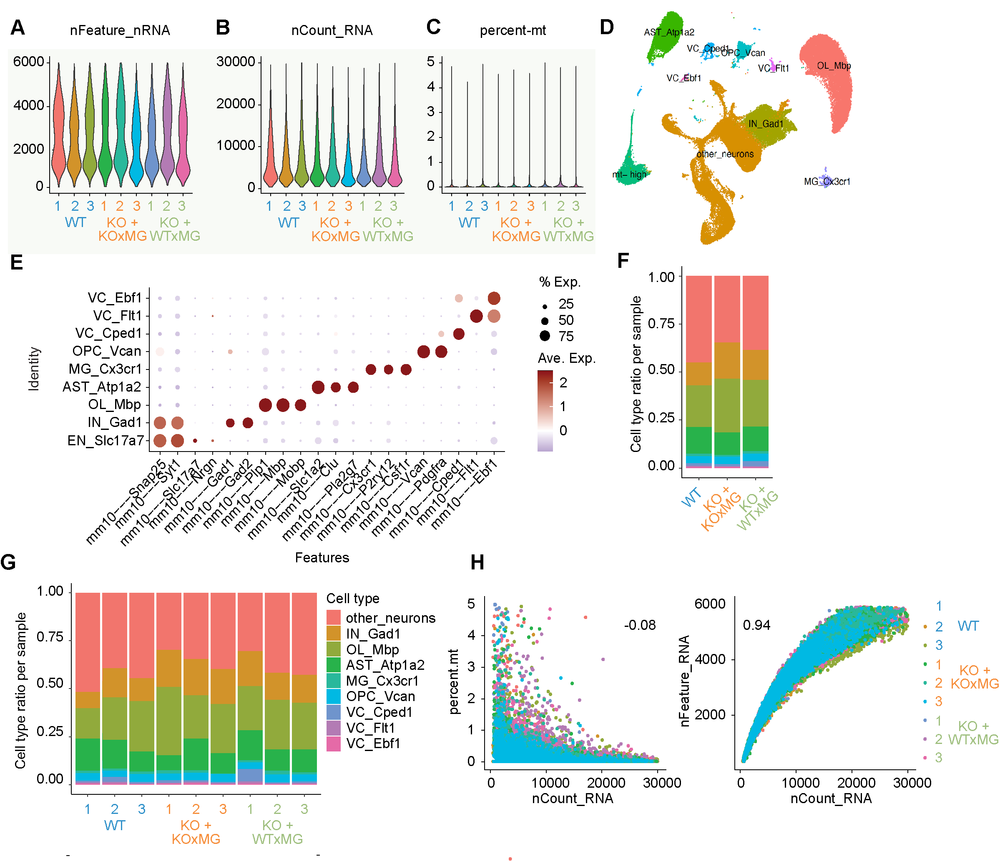 A
nFeature_nRNA
6000
4000
2000
0
1 2 3 1 2 3 1 2 3
WT
KO +
KOxMG
KO +
WTxMG
B
nCount_RNA
30000
20000
10000
0
1 2 3 1 2 3 1 2 3
WT
KO +
KOxMG
KO +
WTxMG
C
percent-mt
5
4
3
2
1
0
1 2 3 1 2 3 1 2 3
WT
KO +
KOxMG
KO +
WTxMG
D
AST_Atp1a2
VC_Cped1
OPC_Vcan
VC_Flt1
OL_Mbp
VC_Ebf1
IN_Gad1
other_neurons
mt- high
MG_Cx3cr1
E
Identity
VC_Ebf1
VC_Flt1
VC_Cped1
OPC_Vcan
MG_Cx3cr1
AST_Atp1a2
OL_Mbp
IN_Gad1
EN_Slc17a7
mm10---Snap25
mm10---Syt1
mm10---Slc17a7
mm10---Nrgn
mm10---Gad1
mm10---Gad2
mm10---Plp1
mm10---Mbp
mm10---Mobp
mm10---Slc1a2
mm10---Clu
mm10---Pla2g7
mm10---Cx3cr1
mm10---P2ry12
mm10---Csf1r
mm10---Vcan
mm10---Pdgfra
mm10---Cped1
mm10---Flt1
mm10---Ebf1
Features
% Exp.
25
50
75
Ave. Exp.
2
1
0
F
Cell type ratio per sample
1.00
0.75
0.50
0.25
0.00
WT
KO +
KOxMG
KO +
WTxMG
G
Cell type ratio per sample
1.00
0.75
0.50
0.25
0.00
1 2 3 1 2 3 1 2 3
WT
KO +
KOxMG
KO +
WTxMG
Cell type
other_neurons
IN_Gad1
OL_Mbp
AST_Atp1a2
MG_Cx3cr1
OPC_Vcan
VC_Cped1
VC_Flt1
VC_Ebf1
H
percent.mt
5
4
3
2
1
0
-0.08
0 10000 20000 30000
nCount_RNA
nFeature_RNA
6000
4000
2000
0.94
0 10000 20000 30000
nCount_RNA
1
2 WT
3
1
KO +
2
KOxMG
3
1
KO +
2 WTxMG
3